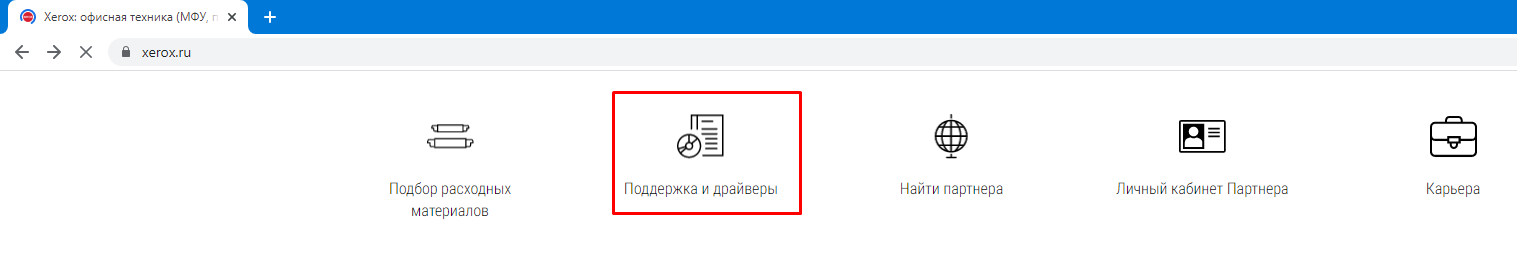 Xerox: офисная техника (МФУ, п
xerox.ru
Подбор расходных
материалов
Поддержка и драйверы
Найти партнера
Личный кабинет Партнера
Карьера